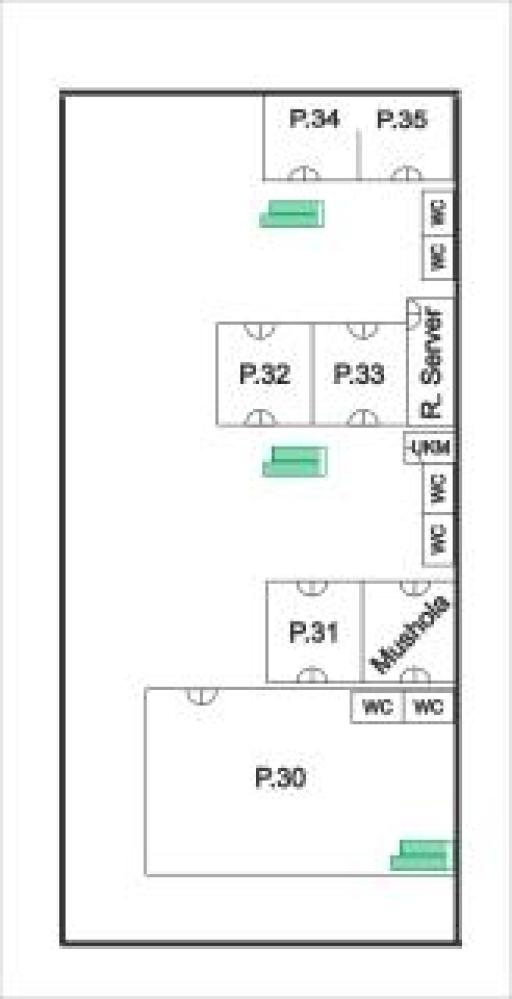 P.34 P.35
WC
WC
R. Server
P.32 P.33
UKM
WC
WC
P.31 Mushola
WC WC
P.30